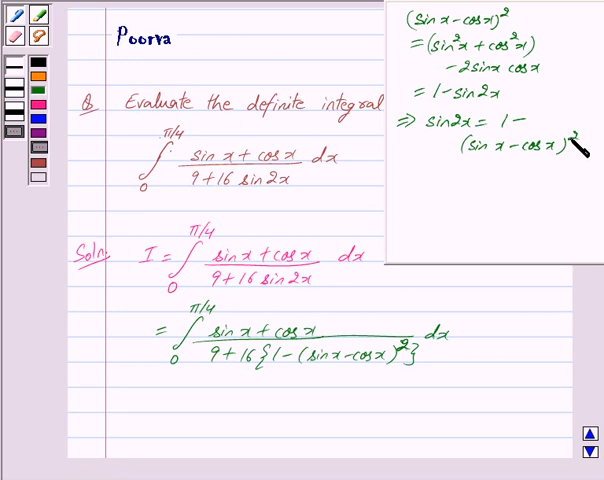 Poorva
Q Evaluate the definite integral
∫₀^π/4 (sin x + cos x)/(9 + 16 sin 2x) dx
Soln. I = ∫₀^π/4 (sin x + cos x)/(9 + 16 sin 2x) dx
= ∫₀^π/4 (sin x + cos x)/(9 + 16 {1 - (sin x - cos x)²}) dx
(sin x - cos x)²
= (sin²x + cos²x)
- 2 sin x cos x
= 1 - sin 2x
⇒ sin 2x = 1 -
(sin x - cos x)²